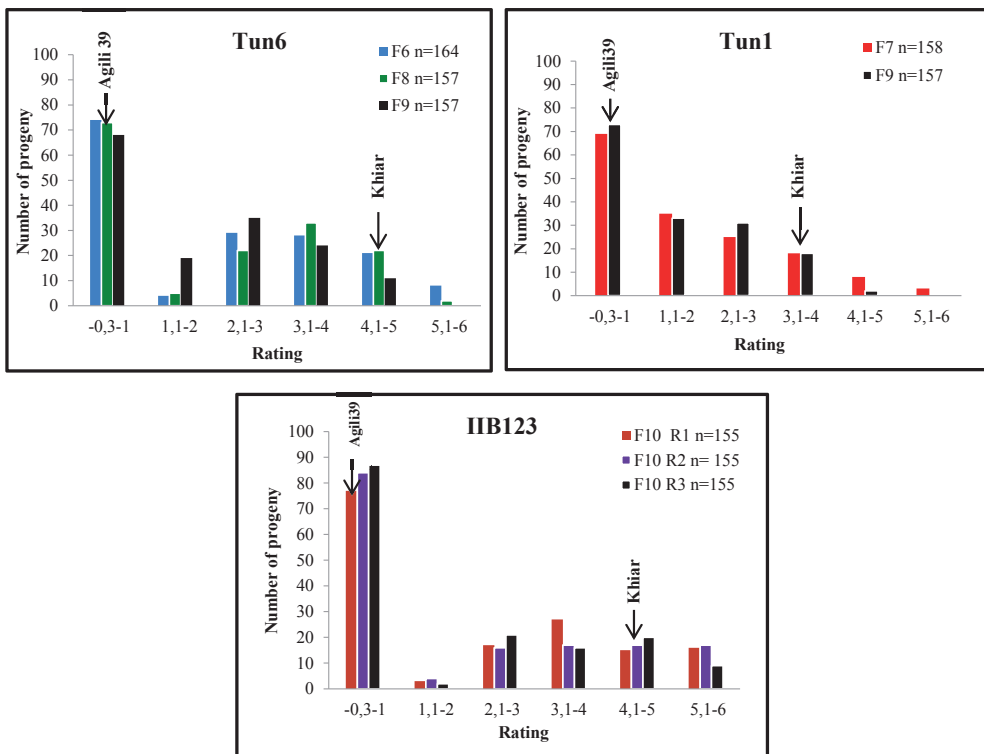 Tun6
F6 n=164
F8 n=157
F9 n=157
Agili 39
Khiar
Number of progeny
100
90
80
70
60
50
40
30
20
10
0
-0,3-1 1,1-2 2,1-3 3,1-4 4,1-5 5,1-6
Rating
Tun1
F7 n=158
F9 n=157
Agili39
Khiar
Number of progeny
100
90
80
70
60
50
40
30
20
10
0
-0,3-1 1,1-2 2,1-3 3,1-4 4,1-5 5,1-6
Rating
IIB123
F10 R1 n=155
F10 R2 n= 155
F10 R3 n=155
Agili39
Khiar
Number of progeny
100
90
80
70
60
50
40
30
20
10
0
-0,3-1 1,1-2 2,1-3 3,1-4 4,1-5 5,1-6
Rating